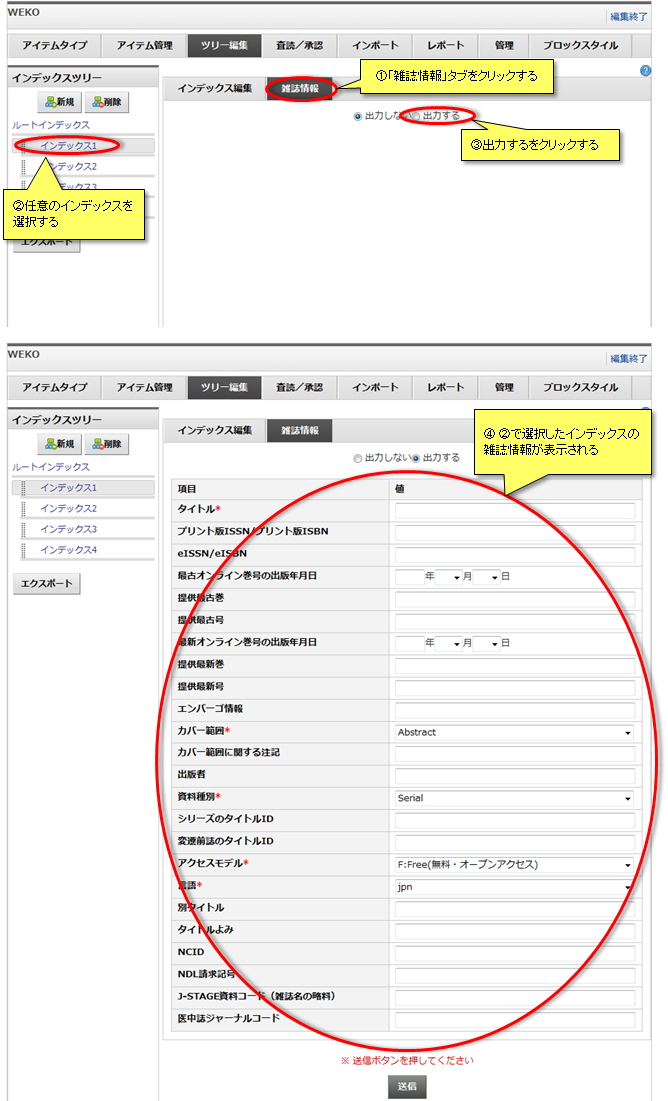 WEKO
編集終了
アイテムタイプ アイテム管理 ツリー編集 査読／承認 インポート レポート 管理 ブロックスタイル
インデックスツリー
新規 削除
ルートインデックス
インデックス1
ンデックス2
ンデックス3
エクスポート
インデックス編集 雑誌情報
出力しない 出力する
①「雑誌情報」タブをクリックする
③出力するをクリックする
②任意のインデックスを
選択する
WEKO
編集終了
アイテムタイプ アイテム管理 ツリー編集 査読／承認 インポート レポート 管理 ブロックスタイル
インデックスツリー
新規 削除
ルートインデックス
インデックス1
インデックス2
インデックス3
インデックス4
エクスポート
インデックス編集 雑誌情報
④ ②で選択したインデックスの
雑誌情報が表示される
出力しない 出力する
項目 値
タイトル*
プリント版ISSN/プリント版ISBN
eISSN/eISBN
最古オンライン巻号の出版年月日 年 月 日
提供最古巻
提供最古号
最新オンライン巻号の出版年月日 年 月 日
提供最新巻
提供最新号
エンバーゴ情報
カバー範囲* Abstract
カバー範囲に関する注記
出版者
資料種別* Serial
シリーズのタイトルID
変遷前誌のタイトルID
アクセスモデル* F:Free(無料・オープンアクセス)
言語* jpn
別タイトル
タイトルよみ
NCID
NDL請求記号
J-STAGE資料コード（雑誌名の略称）
医中誌ジャーナルコード
※ 送信ボタンを押してください
送信